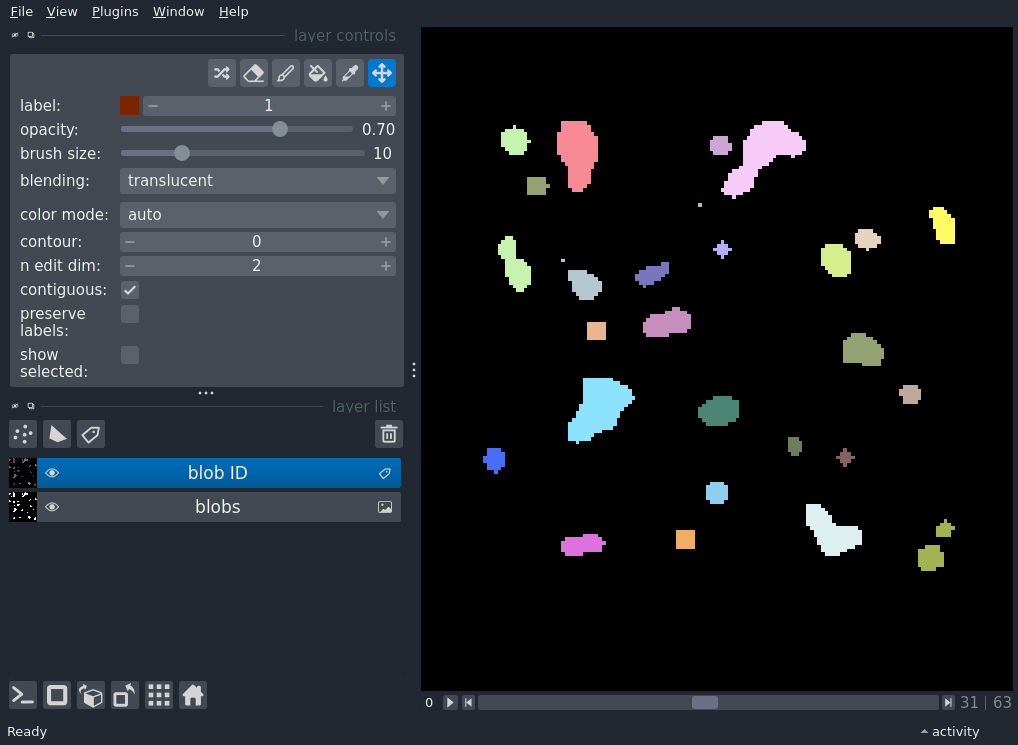 File View Plugins Window Help
layer controls
label: 1
opacity: 0.70
brush size: 10
blending: translucent
color mode: auto
contour: 0
n edit dim: 2
contiguous:
preserve
labels:
show
selected:
layer list
blob ID
blobs
0 31 | 63
Ready activity